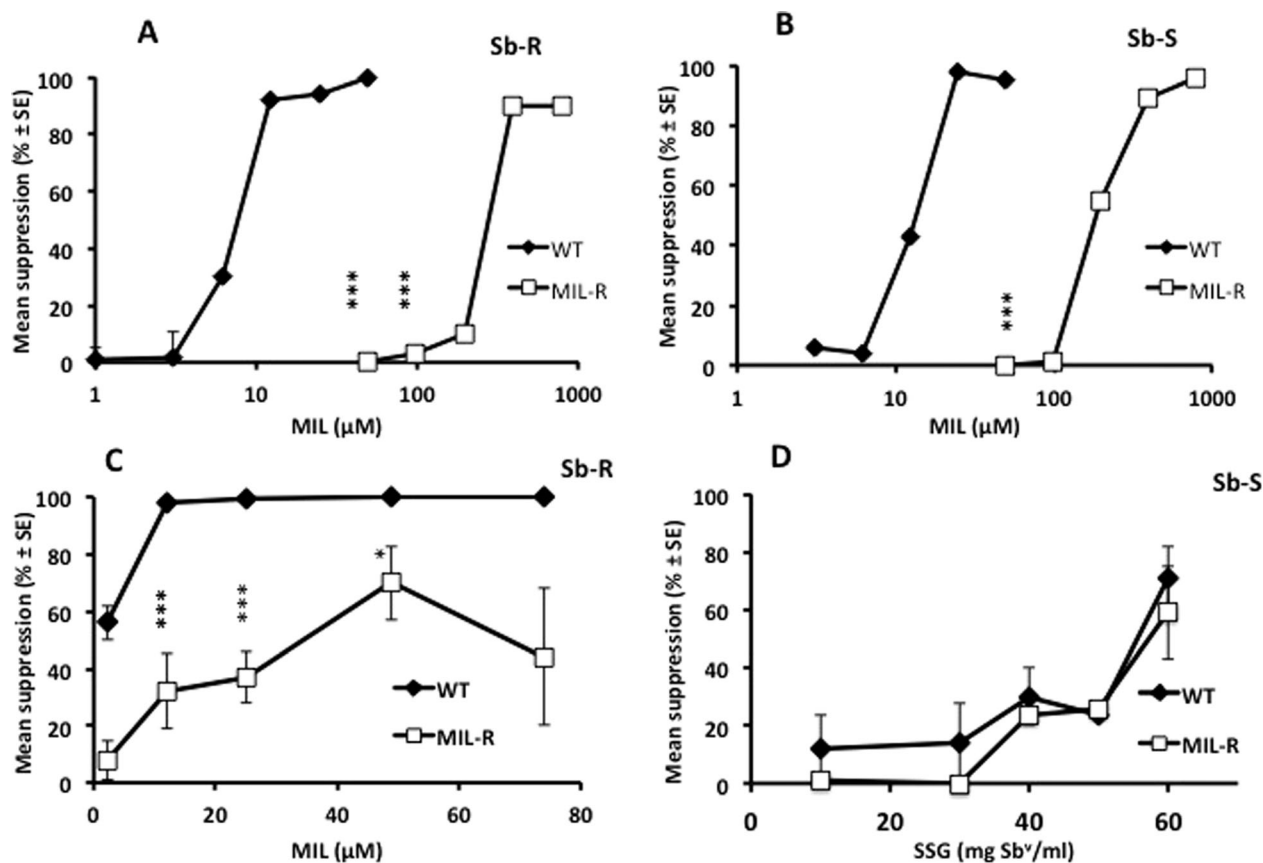 A
Sb-R
Mean suppression (% ± SE)
100
80
60
40
20
0
***
***
WT
MIL-R
1
10
100
1000
MIL (µM)
B
Sb-S
Mean suppression (% ± SE)
100
80
60
40
20
0
***
WT
MIL-R
1
10
100
1000
MIL (µM)
C
Sb-R
Mean suppression (% ± SE)
100
80
60
40
20
0
***
***
*
WT
MIL-R
0
20
40
60
80
MIL (µM)
D
Sb-S
Mean suppression (% ± SE)
100
80
60
40
20
0
WT
MIL-R
0
20
40
60
SSG (mg Sbᵛ/ml)